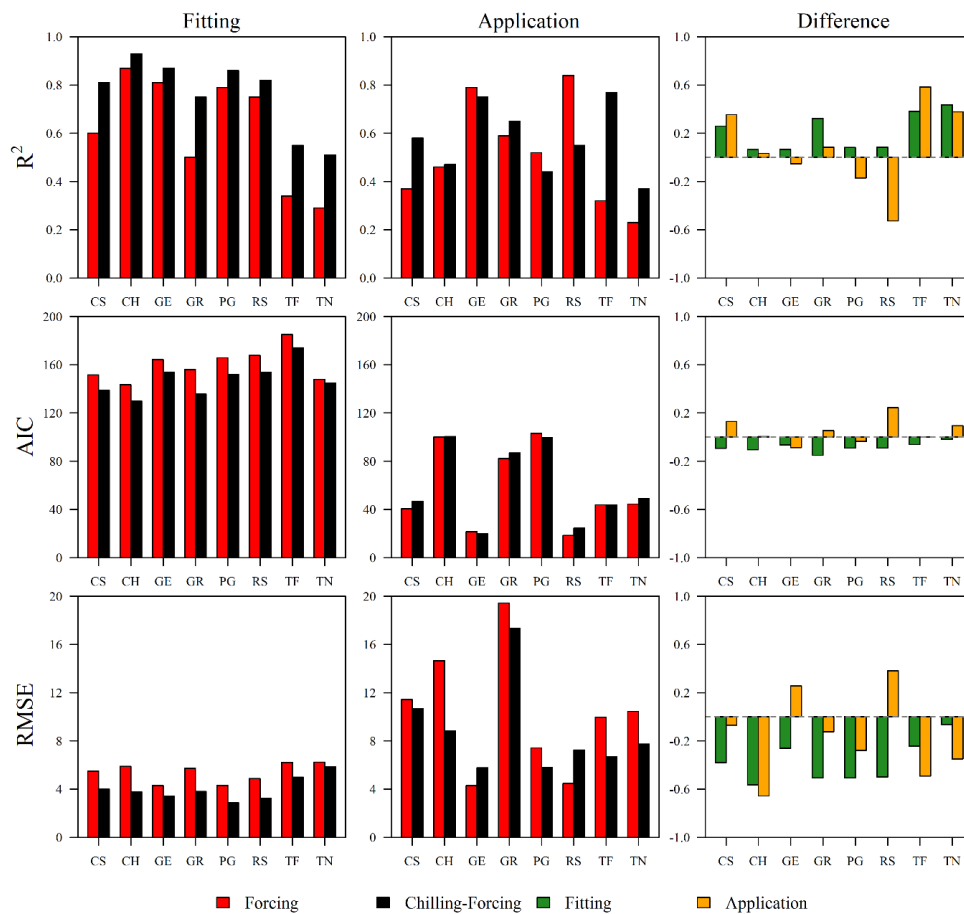 Fitting Application Difference
R²
1.0 1.0 1.0
0.8 0.8 0.6
0.6 0.6 0.2
0.4 0.4 -0.2
0.2 0.2 -0.6
0.0 0.0 -1.0
CS CH GE GR PG RS TF TN CS CH GE GR PG RS TF TN CS CH GE GR PG RS TF TN
AIC
200 200 1.0
160 160 0.6
120 120 0.2
80 80 -0.2
40 40 -0.6
0 0 -1.0
CS CH GE GR PG RS TF TN CS CH GE GR PG RS TF TN CS CH GE GR PG RS TF TN
RMSE
20 20 1.0
16 16 0.6
12 12 0.2
8 8 -0.2
4 4 -0.6
0 0 -1.0
CS CH GE GR PG RS TF TN CS CH GE GR PG RS TF TN CS CH GE GR PG RS TF TN
Forcing Chilling-Forcing Fitting Application